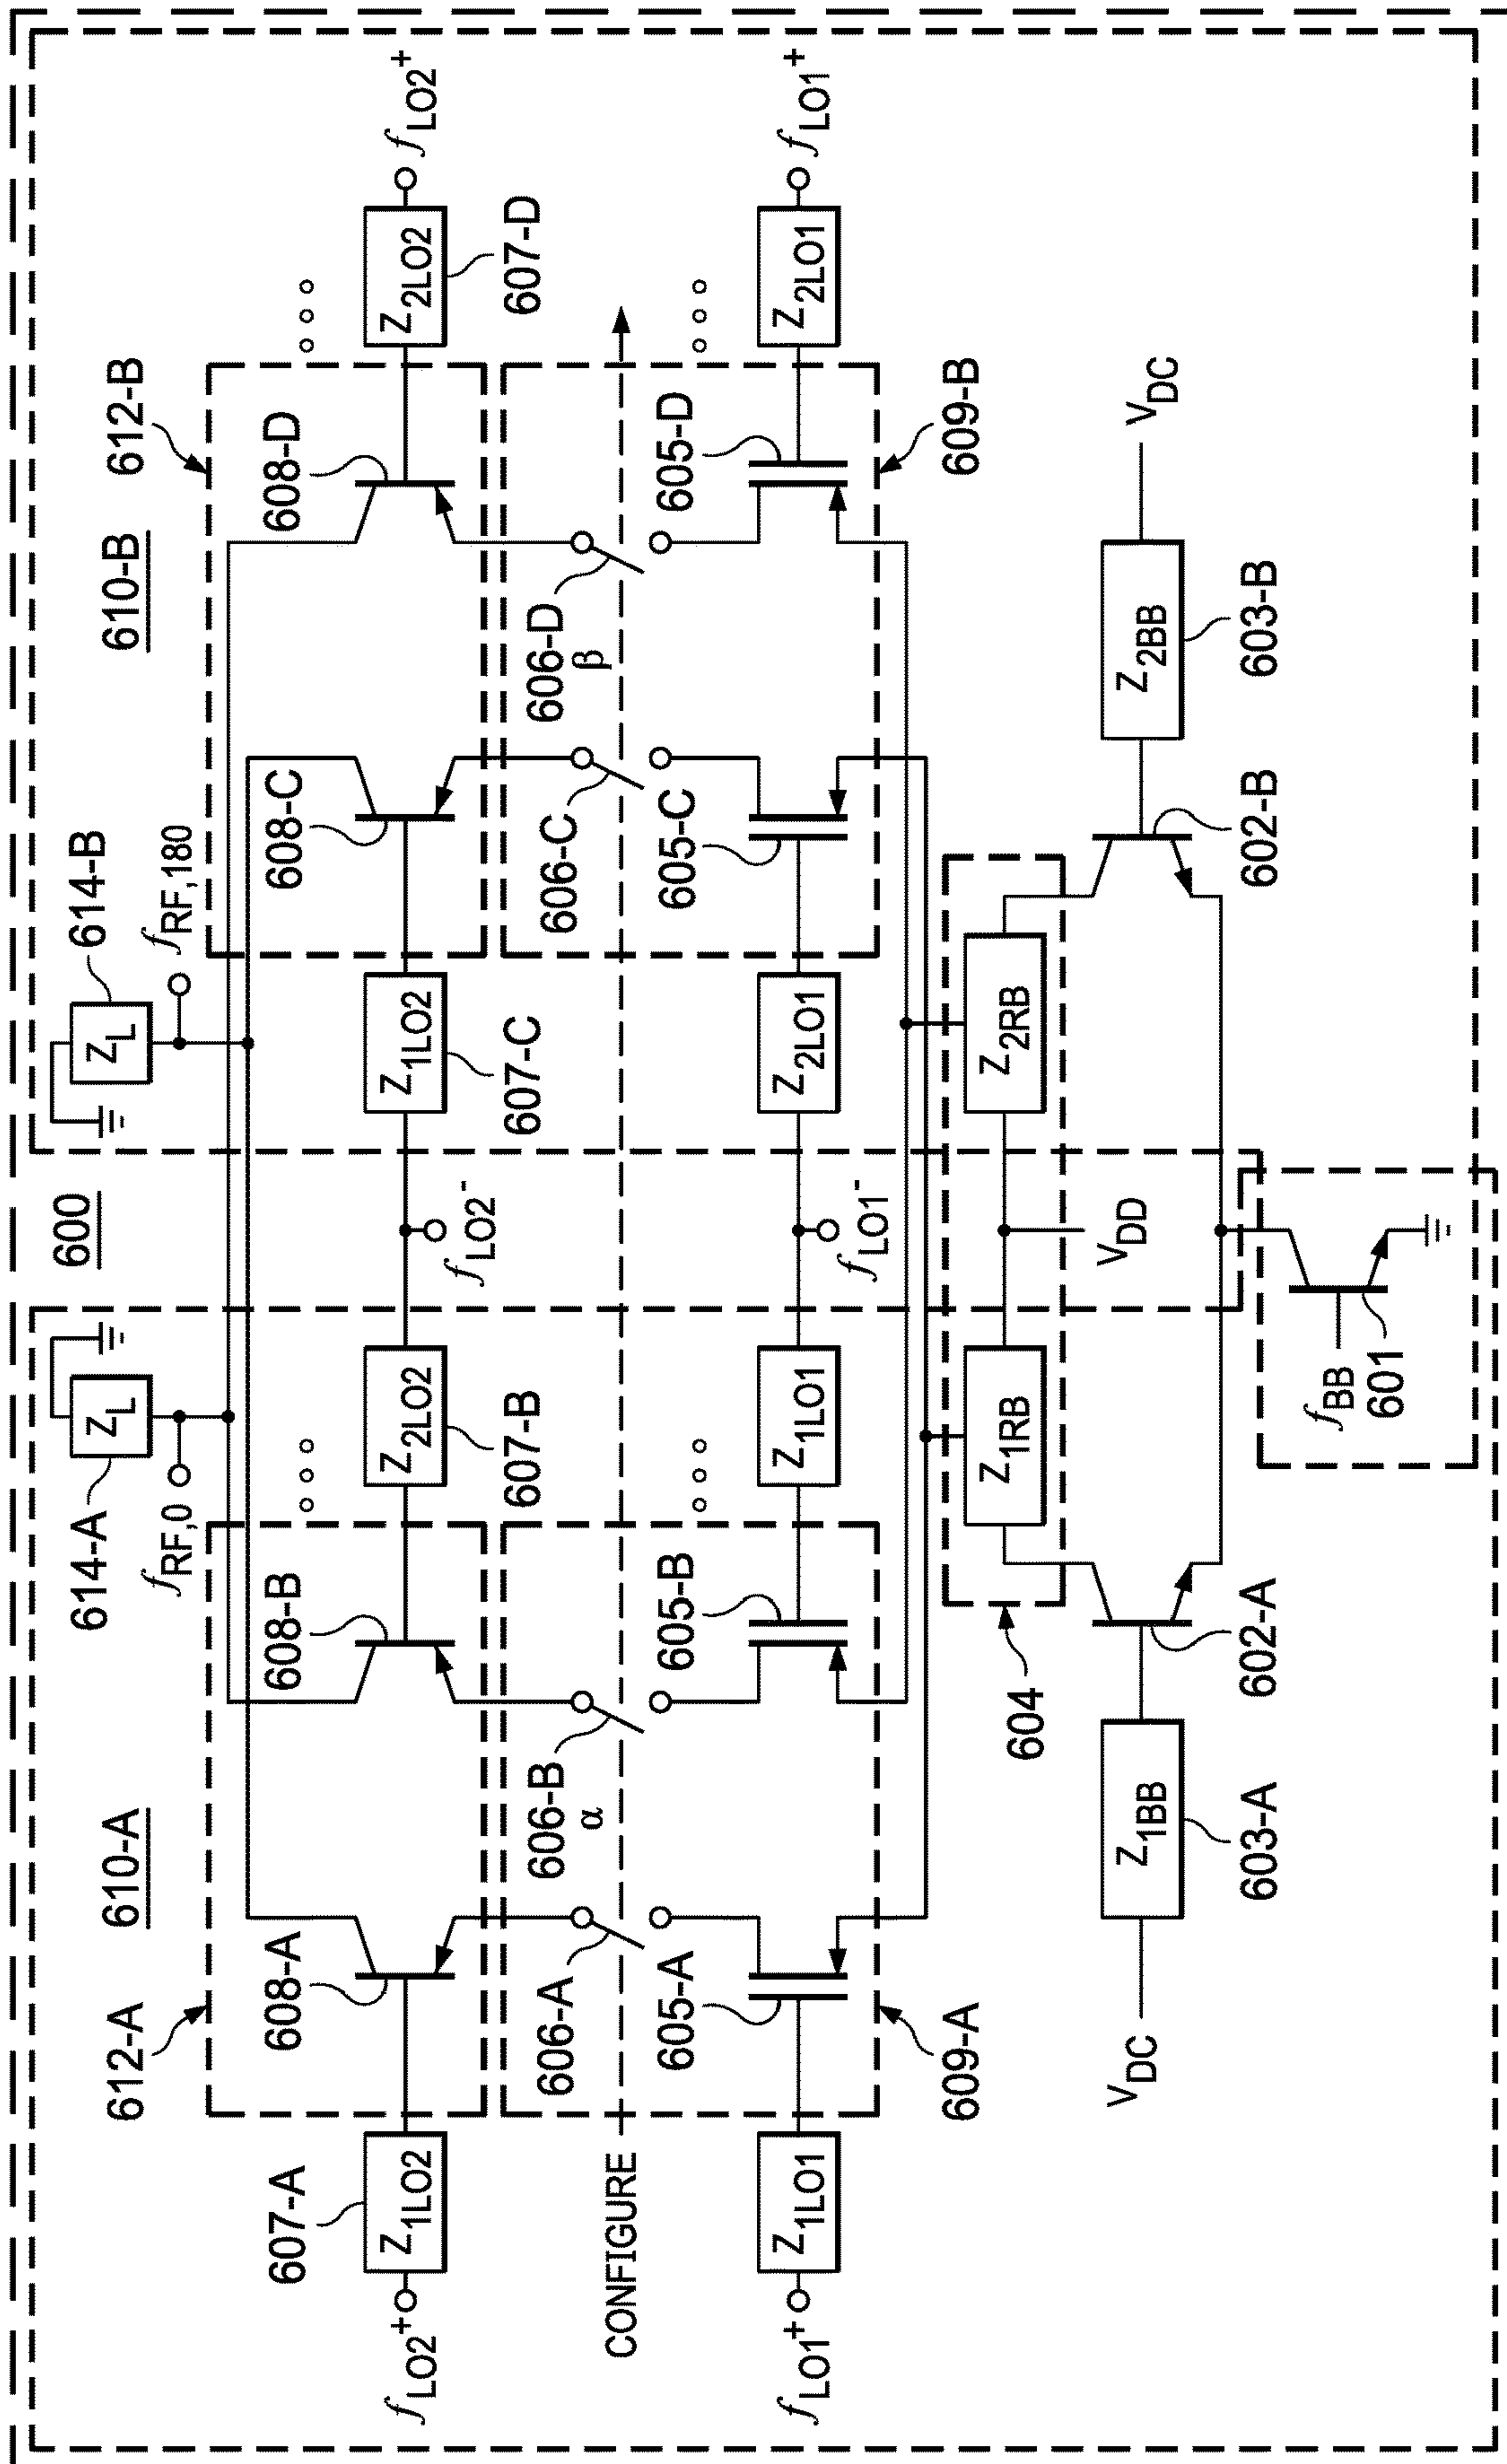 600
610-A
610-B
612-A
612-B
614-A
Z_L
f_RF,0
614-B
Z_L
f_RF,180
608-A
608-B
608-C
608-D
f_LO2^+
Z_1LO2
607-A
Z_2LO2
607-B
f_LO2^-
Z_1LO2
607-C
Z_2LO2
607-D
f_LO2^+
CONFIGURE
606-A
606-B
α
606-C
606-D
β
605-A
605-B
605-C
605-D
f_LO1^+
Z_1LO1
Z_1LO1
f_LO1^-
Z_2LO1
Z_2LO1
f_LO1^+
609-A
609-B
604
Z_1RB
V_DD
Z_2RB
V_DC
Z_1BB
603-A
602-A
602-B
Z_2BB
603-B
V_DC
f_BB
601